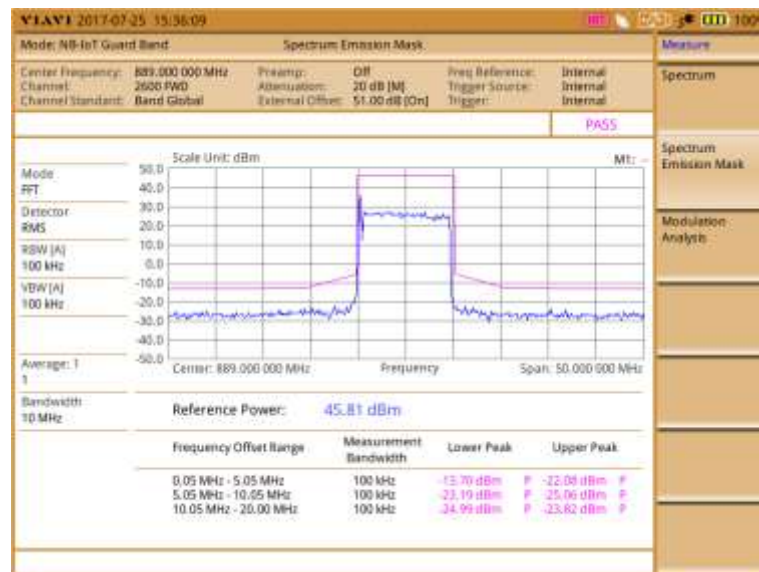 VIAVI 2017-07-25 15:36:09
100%
Mode: NB-IoT Guard Band
Spectrum Emission Mask
Measure
Center Frequency: 889.000 000 MHz
Preamp: Off
Freq Reference: Internal
Channel: 2600 FWD
Attenuation: 20 dB [M]
Trigger Source: Internal
Channel Standard: Band Global
External Offset: 51.00 dB [On]
Trigger: Internal
PASS
Spectrum
Spectrum
Emission Mask
Modulation
Analysis
Mode
FFT
Detector
RMS
RBW [A]
100 kHz
VBW [A]
100 kHz
Average: 1
1
Bandwidth
10 MHz
Scale Unit: dBm
M1: --
50.0
40.0
30.0
20.0
10.0
0.0
-10.0
-20.0
-30.0
-40.0
-50.0
Center: 889.000 000 MHz
Frequency
Span: 50.000 000 MHz
Reference Power: 45.81 dBm
Frequency Offset Range
Measurement
Bandwidth
Lower Peak
Upper Peak
0.05 MHz - 5.05 MHz 100 kHz -13.70 dBm P -22.08 dBm P
5.05 MHz - 10.05 MHz 100 kHz -23.19 dBm P -25.06 dBm P
10.05 MHz - 20.00 MHz 100 kHz -24.99 dBm P -23.82 dBm P